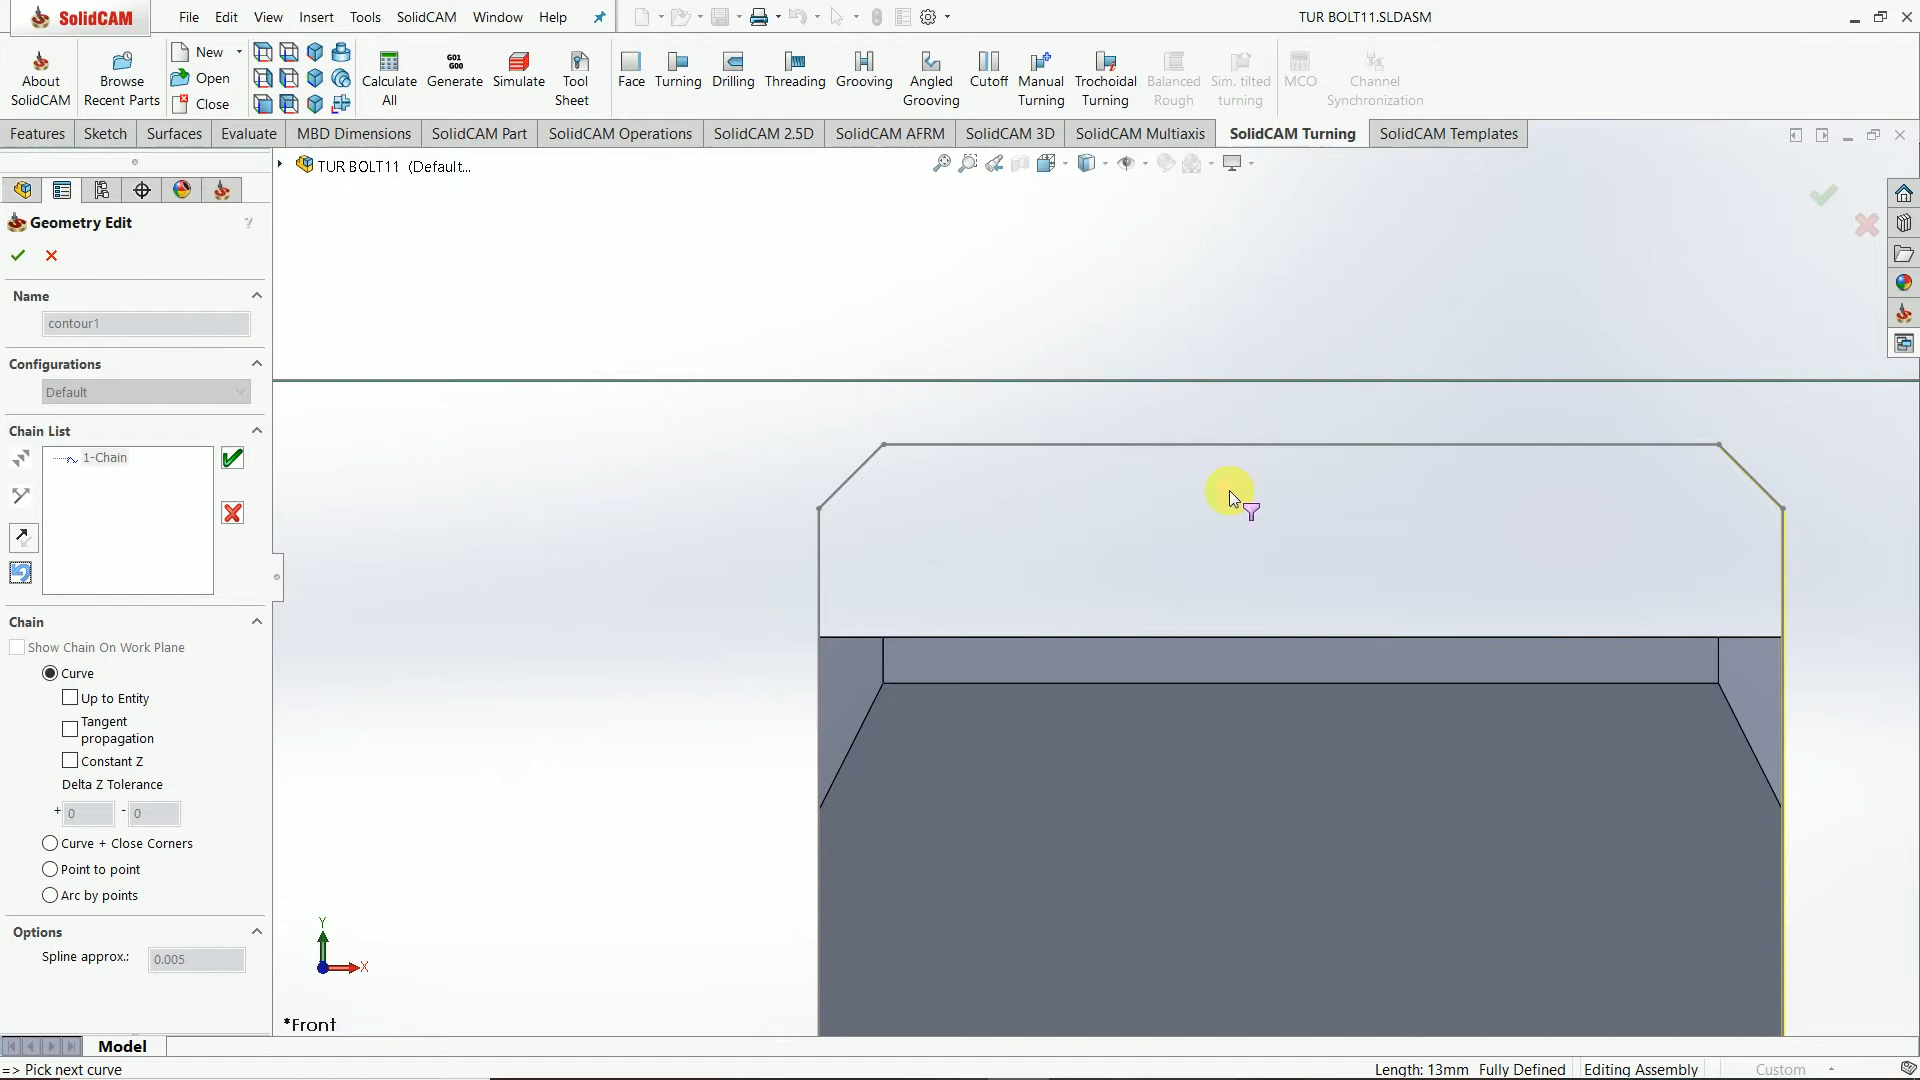 SolidCAM File Edit View Insert Tools SolidCAM Window Help TUR BOLT11.SLDASM
About SolidCAM
Browse Recent Parts
New
Open
Close
Calculate All
G01 G00
Generate
Simulate
Tool Sheet
Face
Turning
Drilling
Threading
Grooving
Angled Grooving
Cutoff
Manual Turning
Trochoidal Turning
Balanced Rough
Sim. tilted turning
MCO
Channel Synchronization
Features Sketch Surfaces Evaluate MBD Dimensions SolidCAM Part SolidCAM Operations SolidCAM 2.5D SolidCAM AFRM SolidCAM 3D SolidCAM Multiaxis SolidCAM Turning SolidCAM Templates
TUR BOLT11 (Default...
Geometry Edit ?
Name
contour1
Configurations
Default
Chain List
1-Chain
Chain
Show Chain On Work Plane
Curve
Up to Entity
Tangent
propagation
Constant Z
Delta Z Tolerance
+ 0 - 0
Curve + Close Corners
Point to point
Arc by points
Options
Spline approx.: 0.005
Y
X
*Front
Model
=> Pick next curve Length: 13mm Fully Defined Editing Assembly Custom